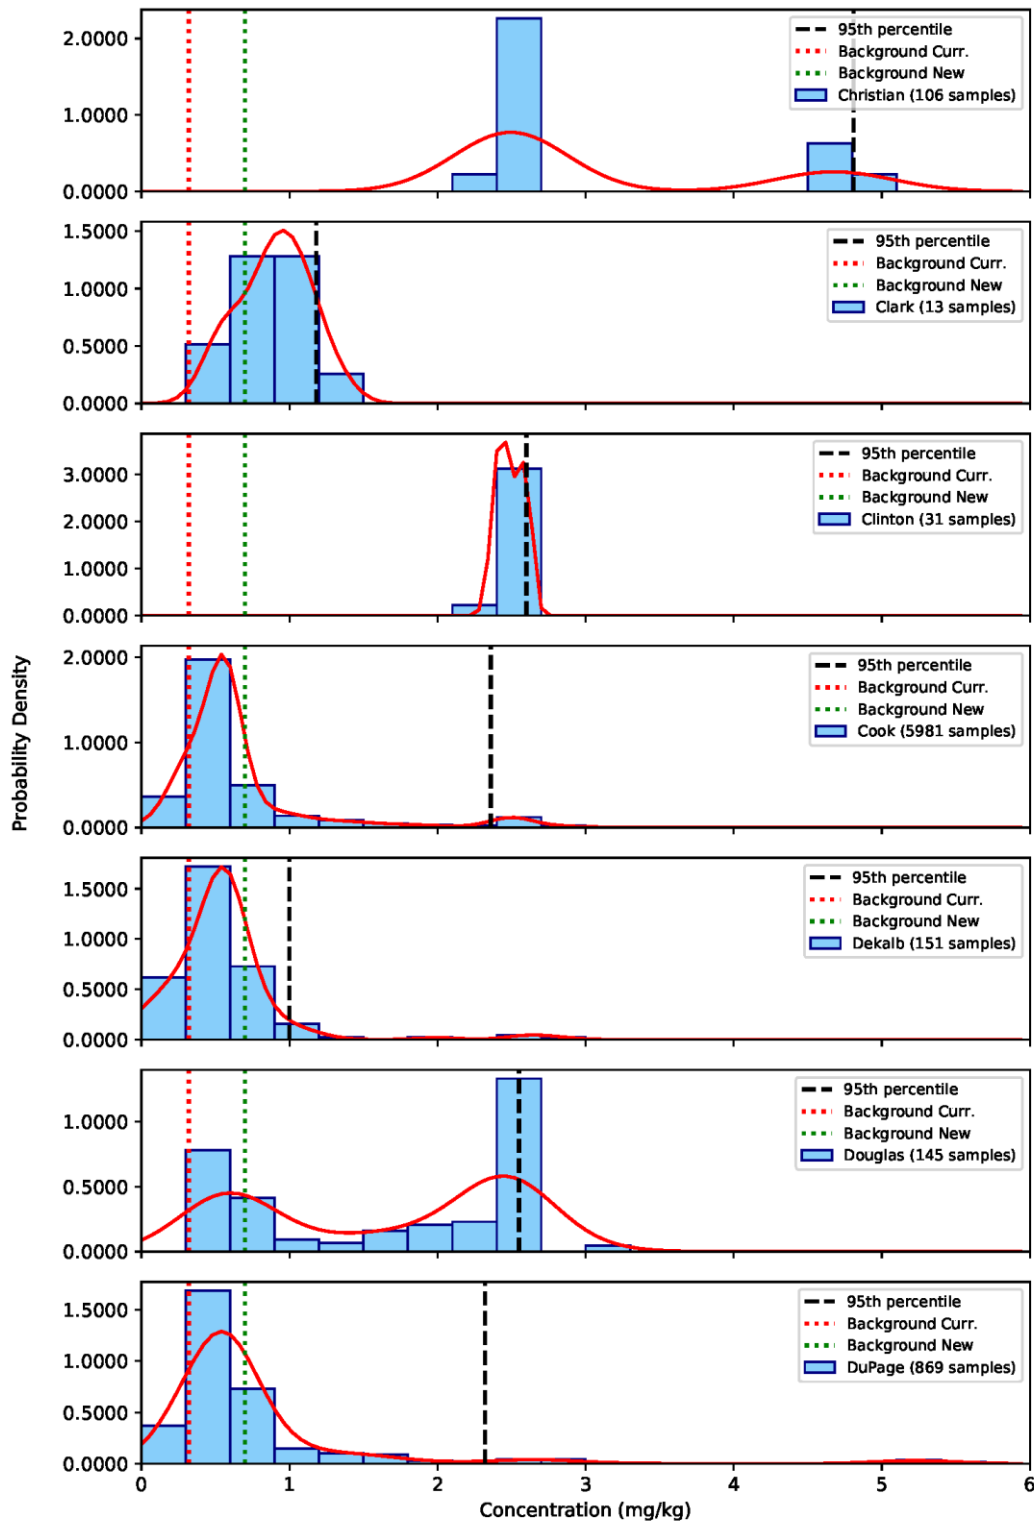 2.0000
1.0000
0.0000
95th percentile
Background Curr.
Background New
Christian (106 samples)
1.5000
1.0000
0.5000
0.0000
95th percentile
Background Curr.
Background New
Clark (13 samples)
3.0000
2.0000
1.0000
0.0000
95th percentile
Background Curr.
Background New
Clinton (31 samples)
Probability Density
2.0000
1.0000
0.0000
95th percentile
Background Curr.
Background New
Cook (5981 samples)
1.5000
1.0000
0.5000
0.0000
95th percentile
Background Curr.
Background New
Dekalb (151 samples)
1.0000
0.5000
0.0000
95th percentile
Background Curr.
Background New
Douglas (145 samples)
1.5000
1.0000
0.5000
0.0000
95th percentile
Background Curr.
Background New
DuPage (869 samples)
0 1 2 3 4 5 6
Concentration (mg/kg)